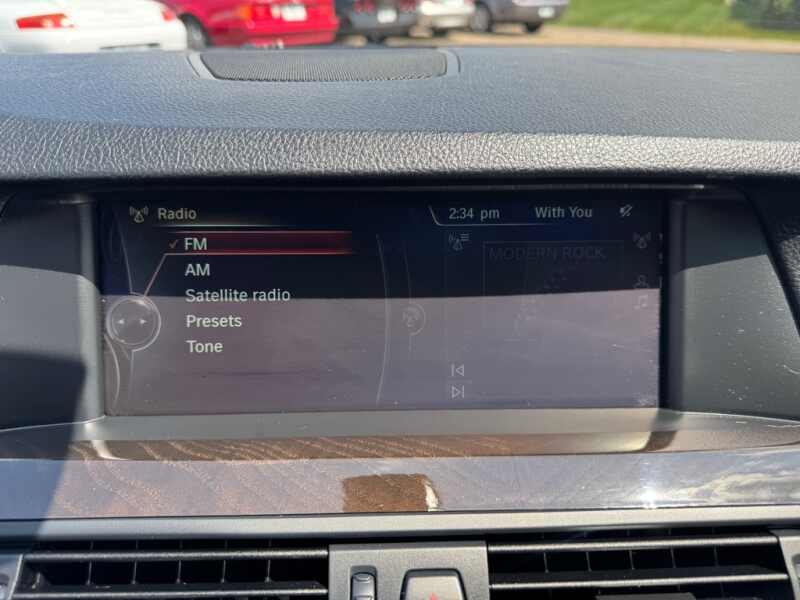 Radio
2:34 pm
With You
FM
AM
Satellite radio
Presets
Tone
MODERN ROCK